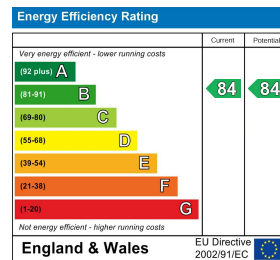 Energy Efficiency Rating
Current Potential
Very energy efficient - lower running costs
(92 plus) A
(81-91) B
84 84
(69-80) C
(55-68) D
(39-54) E
(21-38) F
(1-20) G
Not energy efficient - higher running costs
England & Wales
EU Directive
2002/91/EC